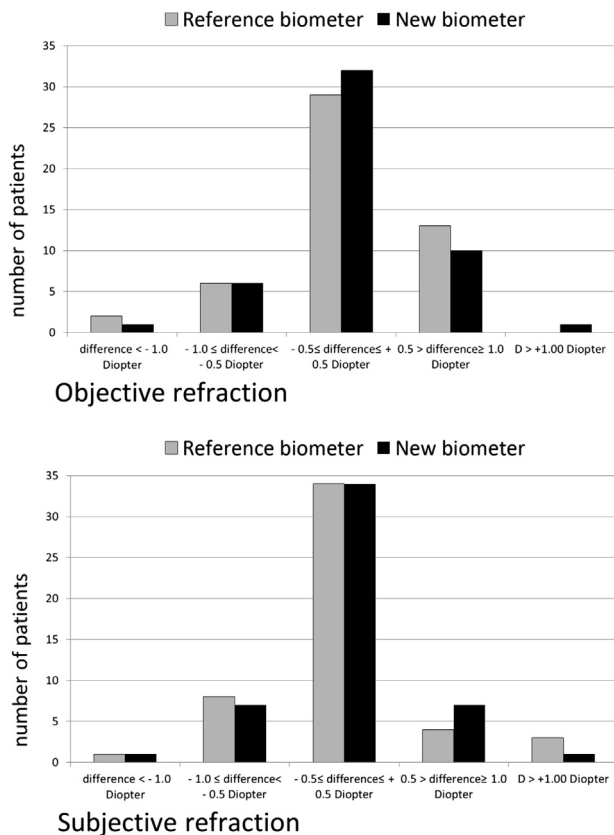 Reference biometer New biometer
35
30
25
20
15
10
5
0
number of patients
difference < - 1.0 - 1.0 ≤ difference< - 0.5≤ difference≤ + 0.5 > difference≥ 1.0 D > +1.00 Diopter
Diopter - 0.5 Diopter 0.5 Diopter Diopter
Objective refraction
Reference biometer New biometer
35
30
25
20
15
10
5
0
number of patients
difference < - 1.0 - 1.0 ≤ difference< - 0.5≤ difference≤ + 0.5 > difference≥ 1.0 D > +1.00 Diopter
Diopter - 0.5 Diopter 0.5 Diopter Diopter
Subjective refraction